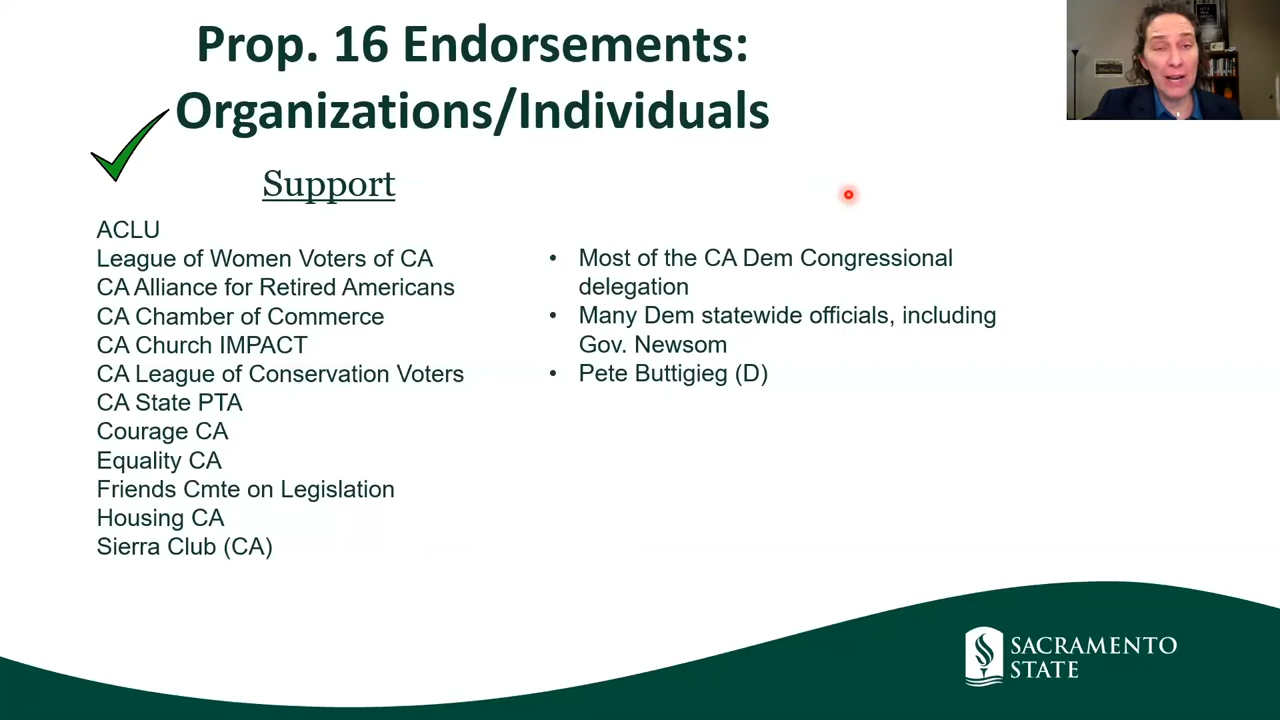 Prop. 16 Endorsements:
Organizations/Individuals
Support
ACLU
League of Women Voters of CA
CA Alliance for Retired Americans
CA Chamber of Commerce
CA Church IMPACT
CA League of Conservation Voters
CA State PTA
Courage CA
Equality CA
Friends Cmte on Legislation
Housing CA
Sierra Club (CA)
• Most of the CA Dem Congressional
delegation
• Many Dem statewide officials, including
Gov. Newsom
• Pete Buttigieg (D)
SACRAMENTO
STATE